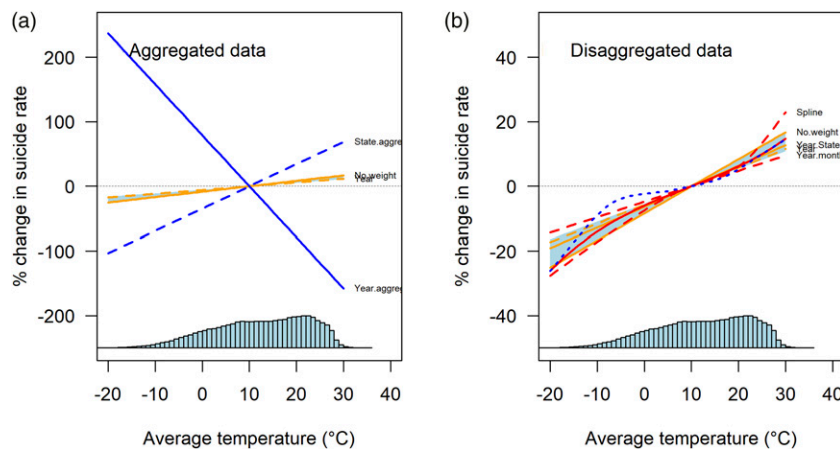 (a)
Aggregated data
% change in suicide rate
200
100
0
-100
-200
State.aggre
No.weight
Year
Year.aggreg
-20 -10 0 10 20 30 40
Average temperature (°C)
(b)
Disaggregated data
% change in suicide rate
40
20
0
-20
-40
Spline
No.weight
Year.State
Year
Year.month
-20 -10 0 10 20 30 40
Average temperature (°C)